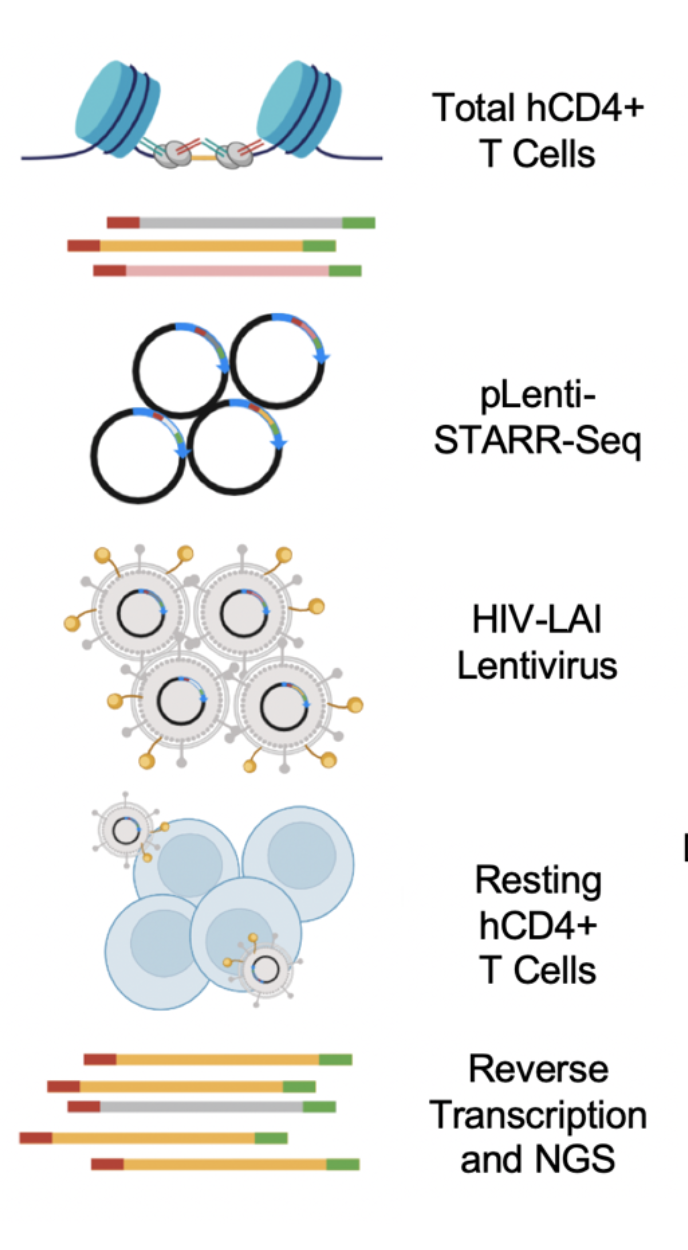 Total hCD4+
T Cells
pLenti-
STARR-Seq
HIV-LAI
Lentivirus
Resting
hCD4+
T Cells
Reverse
Transcription
and NGS